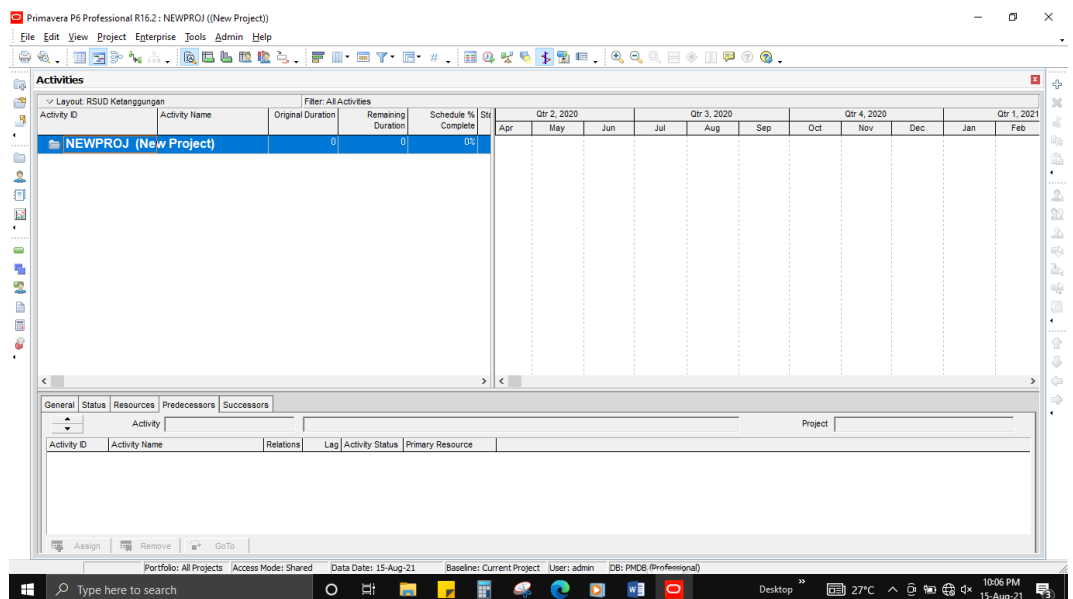 Primavera P6 Professional R16.2 : NEWPROJ ((New Project))
File Edit View Project Enterprise Tools Admin Help
Activities
Layout: RSUD Ketanggungan Filter: All Activities
Activity ID Activity Name Original Duration Remaining Duration Schedule % Complete Sta
Qtr 2, 2020 Qtr 3, 2020 Qtr 4, 2020 Qtr 1, 2021
Apr May Jun Jul Aug Sep Oct Nov Dec Jan Feb
NEWPROJ (New Project) 0 0 0%
General Status Resources Predecessors Successors
Activity Project
Activity ID Activity Name Relations Lag Activity Status Primary Resource
Assign Remove GoTo
Portfolio: All Projects Access Mode: Shared Data Date: 15-Aug-21 Baseline: Current Project User: admin DB: PMDB (Professional)
Type here to search Desktop 27°C 10:06 PM
15-Aug-21 3